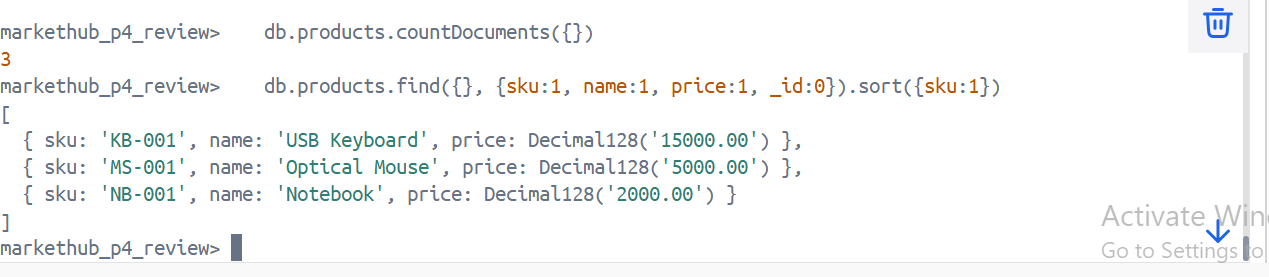 markethub_p4_review>    db.products.countDocuments({})
3
markethub_p4_review>    db.products.find({}, {sku:1, name:1, price:1, _id:0}).sort({sku:1})
[
  { sku: 'KB-001', name: 'USB Keyboard', price: Decimal128('15000.00') },
  { sku: 'MS-001', name: 'Optical Mouse', price: Decimal128('5000.00') },
  { sku: 'NB-001', name: 'Notebook', price: Decimal128('2000.00') }
]
markethub_p4_review>
Activate Win
Go to Settings to